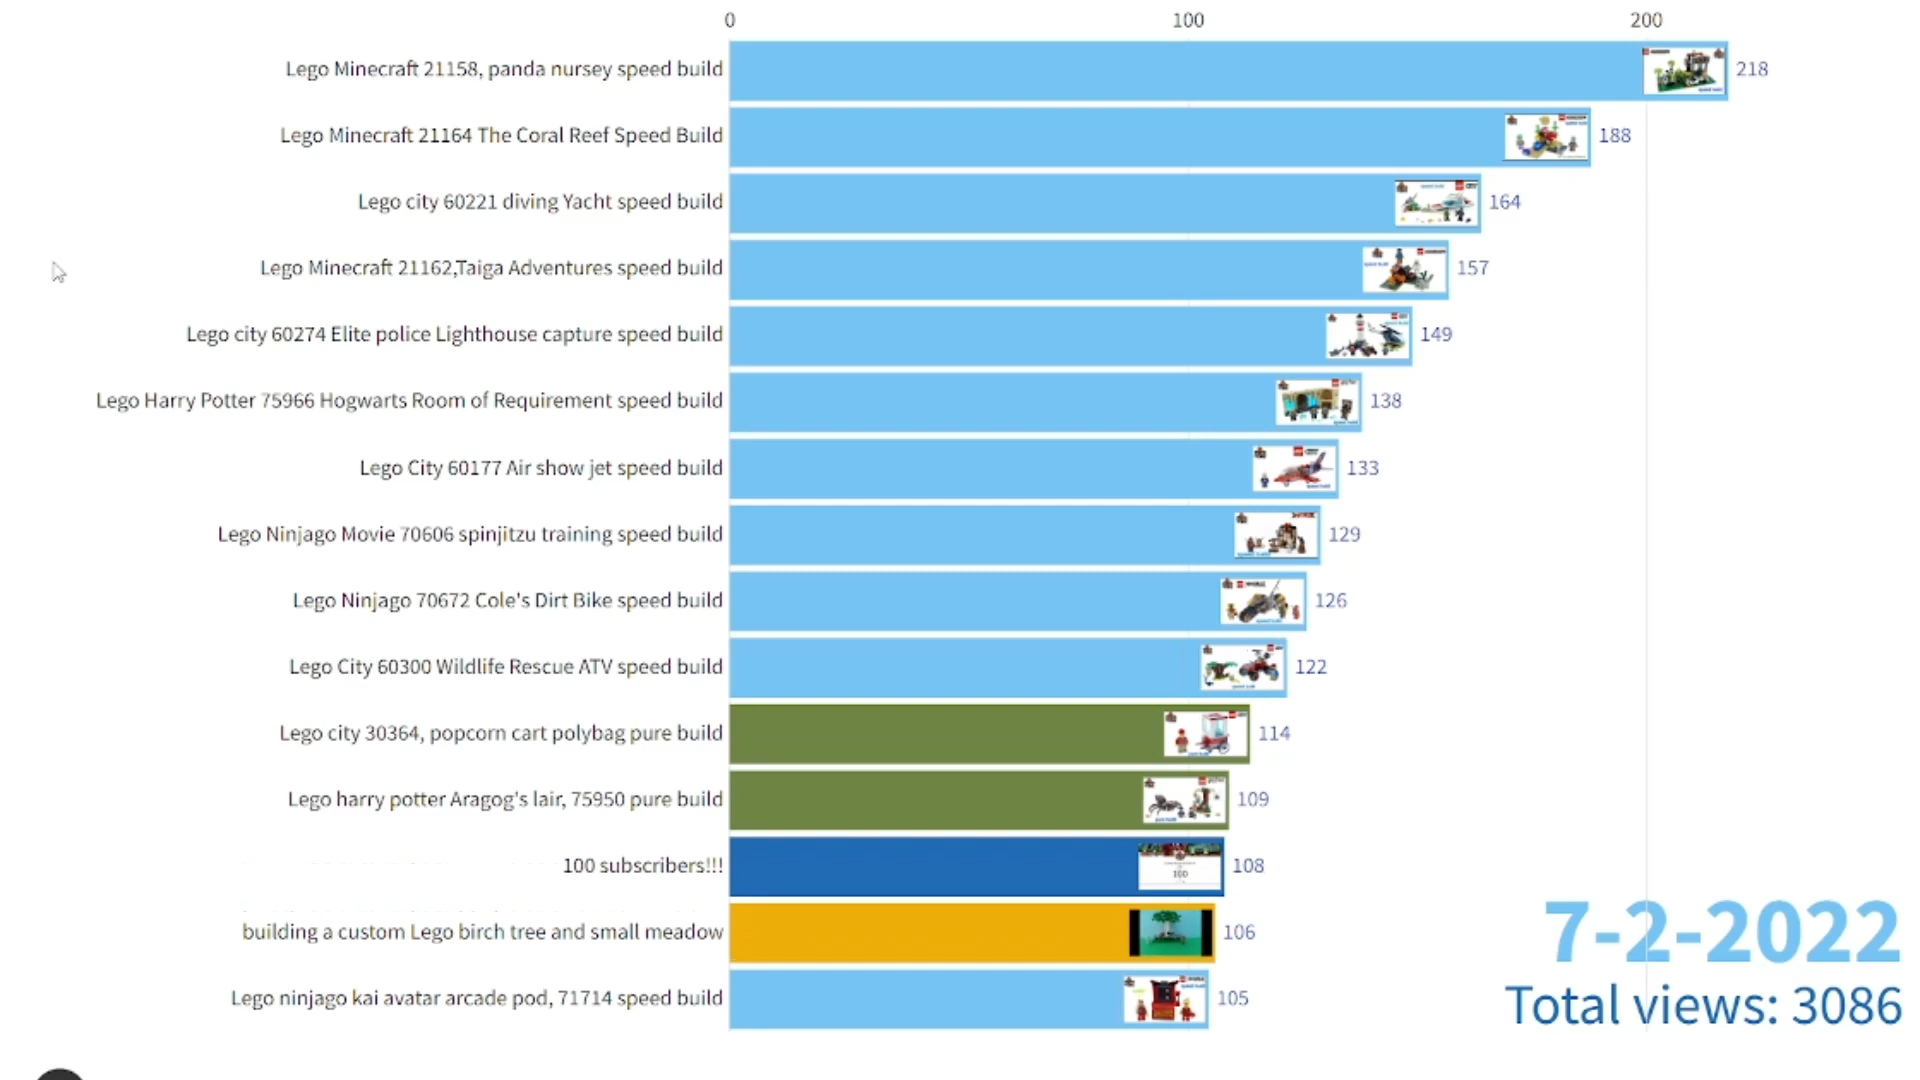 0 100 200
Lego Minecraft 21158, panda nursey speed build 218
Lego Minecraft 21164 The Coral Reef Speed Build 188
Lego city 60221 diving Yacht speed build 164
Lego Minecraft 21162,Taiga Adventures speed build 157
Lego city 60274 Elite police Lighthouse capture speed build 149
Lego Harry Potter 75966 Hogwarts Room of Requirement speed build 138
Lego City 60177 Air show jet speed build 133
Lego Ninjago Movie 70606 spinjitzu training speed build 129
Lego Ninjago 70672 Cole's Dirt Bike speed build 126
Lego City 60300 Wildlife Rescue ATV speed build 122
Lego city 30364, popcorn cart polybag pure build 114
Lego harry potter Aragog's lair, 75950 pure build 109
100 subscribers!!! 100 108
building a custom Lego birch tree and small meadow 106
Lego ninjago kai avatar arcade pod, 71714 speed build 105
7-2-2022
Total views: 3086